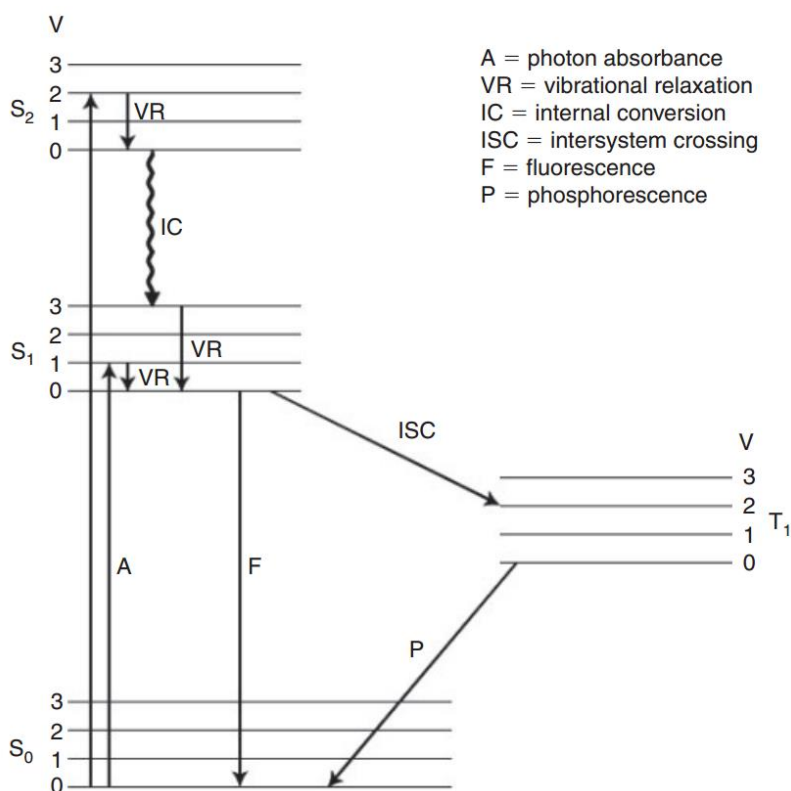 V
A = photon absorbance
VR = vibrational relaxation
IC = internal conversion
ISC = intersystem crossing
F = fluorescence
P = phosphorescence
3
2
S2
1
0
VR
IC
3
2
S1
1
0
VR
VR
ISC
V
3
2
T1
1
0
A
F
P
3
2
S0
1
0